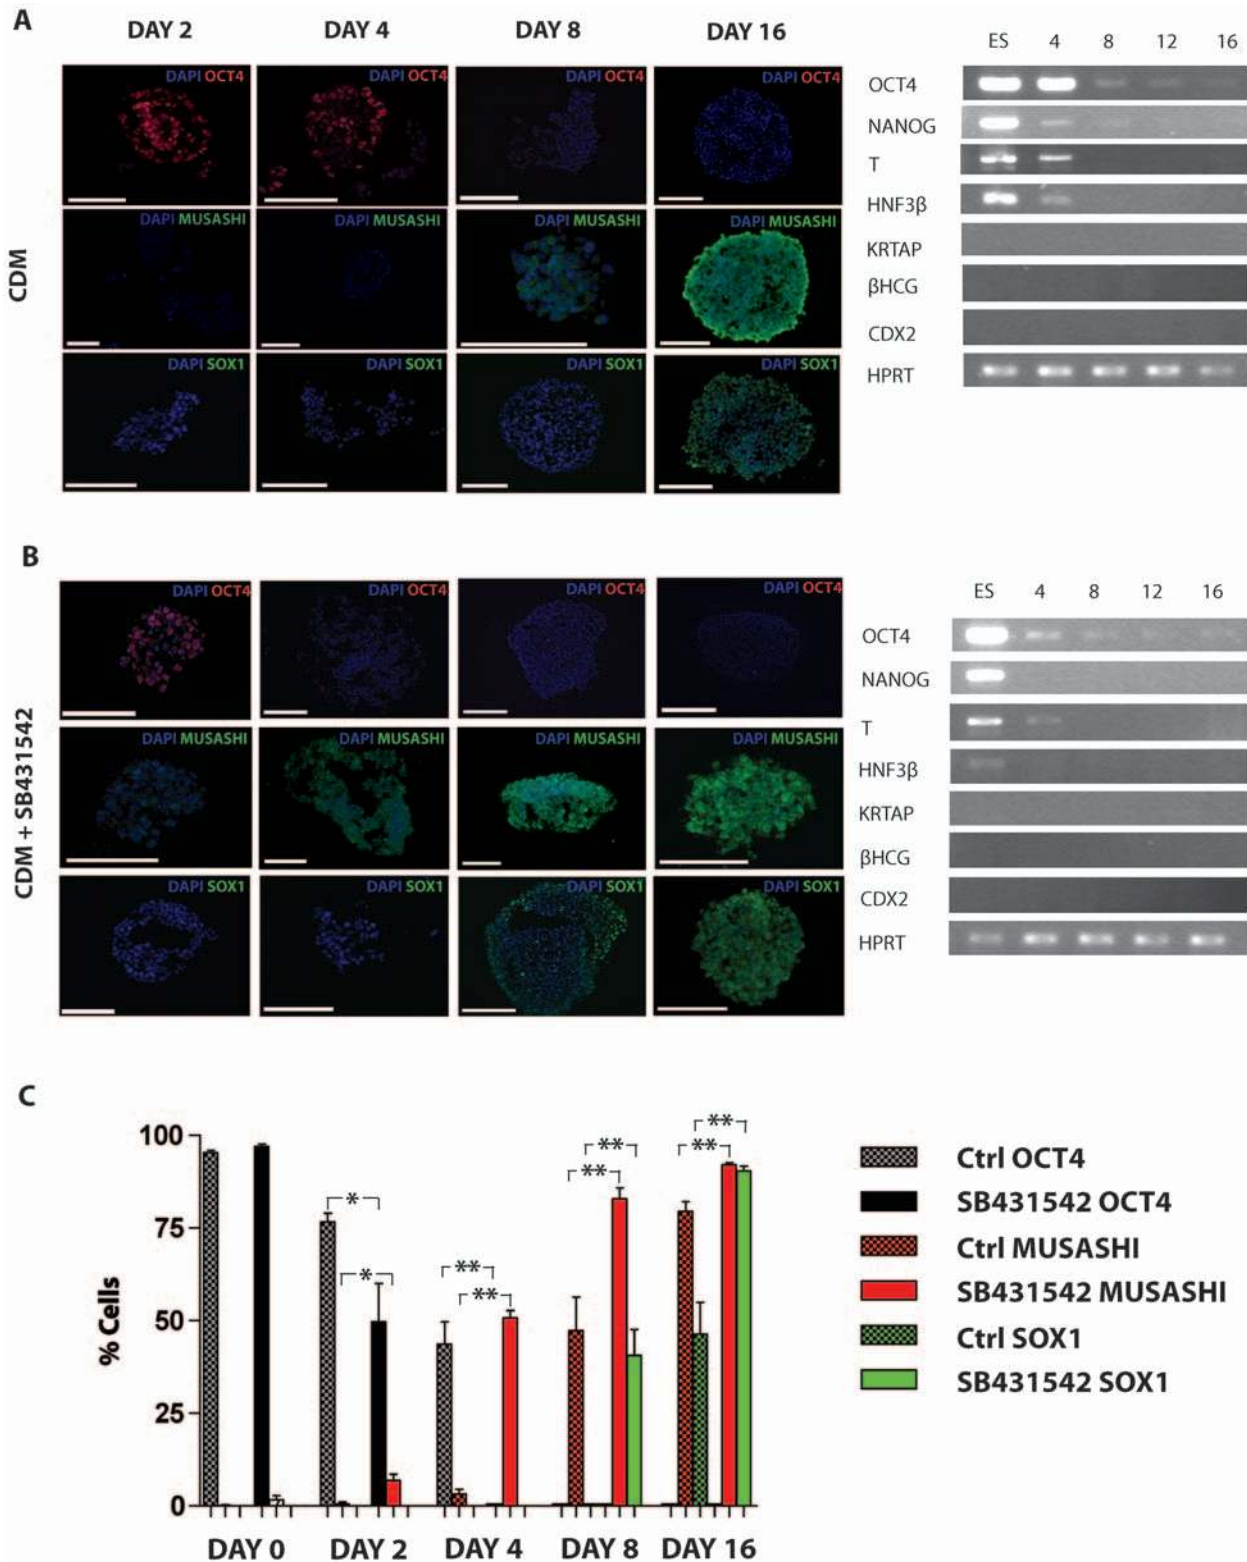 A
DAY 2 DAY 4 DAY 8 DAY 16
ES 4 8 12 16
CDM
DAPI OCT4 DAPI OCT4 DAPI OCT4 DAPI OCT4
DAPI MUSASHI DAPI MUSASHI DAPI MUSASHI DAPI MUSASHI
DAPI SOX1 DAPI SOX1 DAPI SOX1 DAPI SOX1
OCT4
NANOG
T
HNF3β
KRTAP
βHCG
CDX2
HPRT
B
ES 4 8 12 16
CDM + SB431542
DAPI OCT4 DAPI OCT4 DAPI OCT4 DAPI OCT4
DAPI MUSASHI DAPI MUSASHI DAPI MUSASHI DAPI MUSASHI
DAPI SOX1 DAPI SOX1 DAPI SOX1 DAPI SOX1
OCT4
NANOG
T
HNF3β
KRTAP
βHCG
CDX2
HPRT
C
% Cells
100
75
50
25
0
*
*
**
**
**
**
**
**
DAY 0 DAY 2 DAY 4 DAY 8 DAY 16
Ctrl OCT4
SB431542 OCT4
Ctrl MUSASHI
SB431542 MUSASHI
Ctrl SOX1
SB431542 SOX1